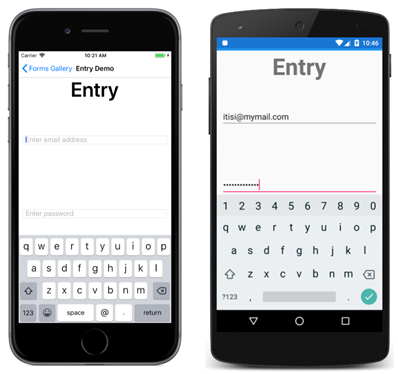 Carrier 10:21 AM
Forms Gallery Entry Demo
Entry
Enter email address
Enter password
q w e r t y u i o p
a s d f g h j k l
z x c v b n m
123 space @ . return
10:46
Entry
itisi@mymail.com
•••••••••••••
1 2 3 4 5 6 7 8 9 0
q w e r t y u i o p
a s d f g h j k l
z x c v b n m
?123 , .